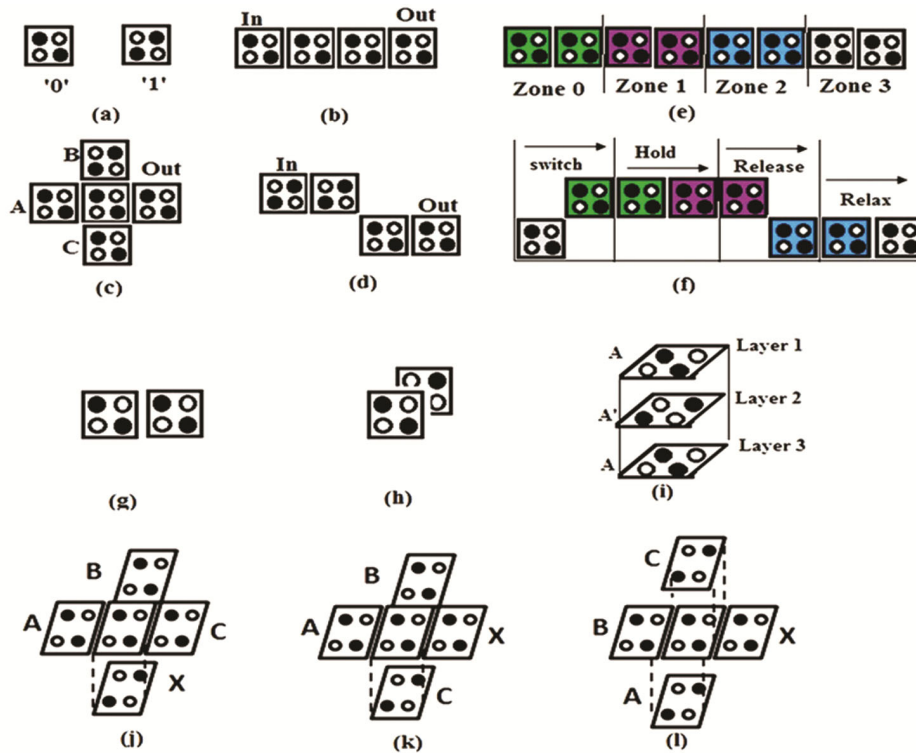 '0' '1'
(a)
In Out
(b)
Zone 0 Zone 1 Zone 2 Zone 3
(e)
B
A Out
C
(c)
In
Out
(d)
switch Hold Release Relax
(f)
(g)
(h)
A Layer 1
A' Layer 2
A Layer 3
(i)
B
A C
X
(j)
B
A X
C
(k)
C
B X
A
(l)